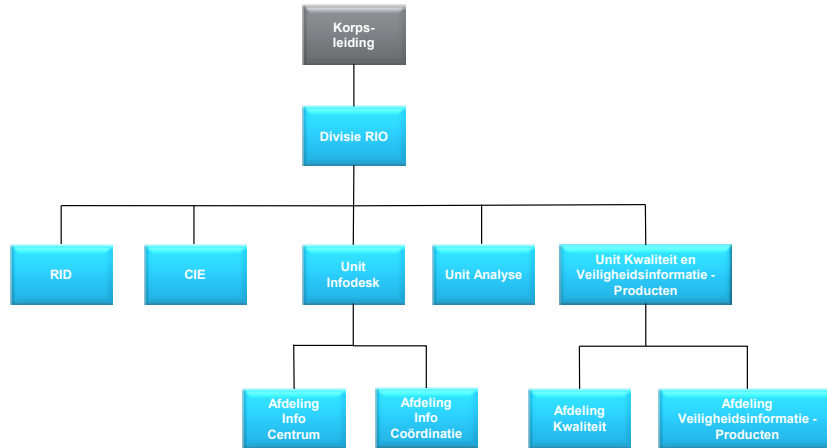 Korps-
leiding
Divisie RIO
RID
CIE
Unit
Infodesk
Unit Analyse
Unit Kwaliteit en
Veiligheidsinformatie -
Producten
Afdeling
Info
Centrum
Afdeling
Info
Coördinatie
Afdeling
Kwaliteit
Afdeling
Veiligheidsinformatie -
Producten